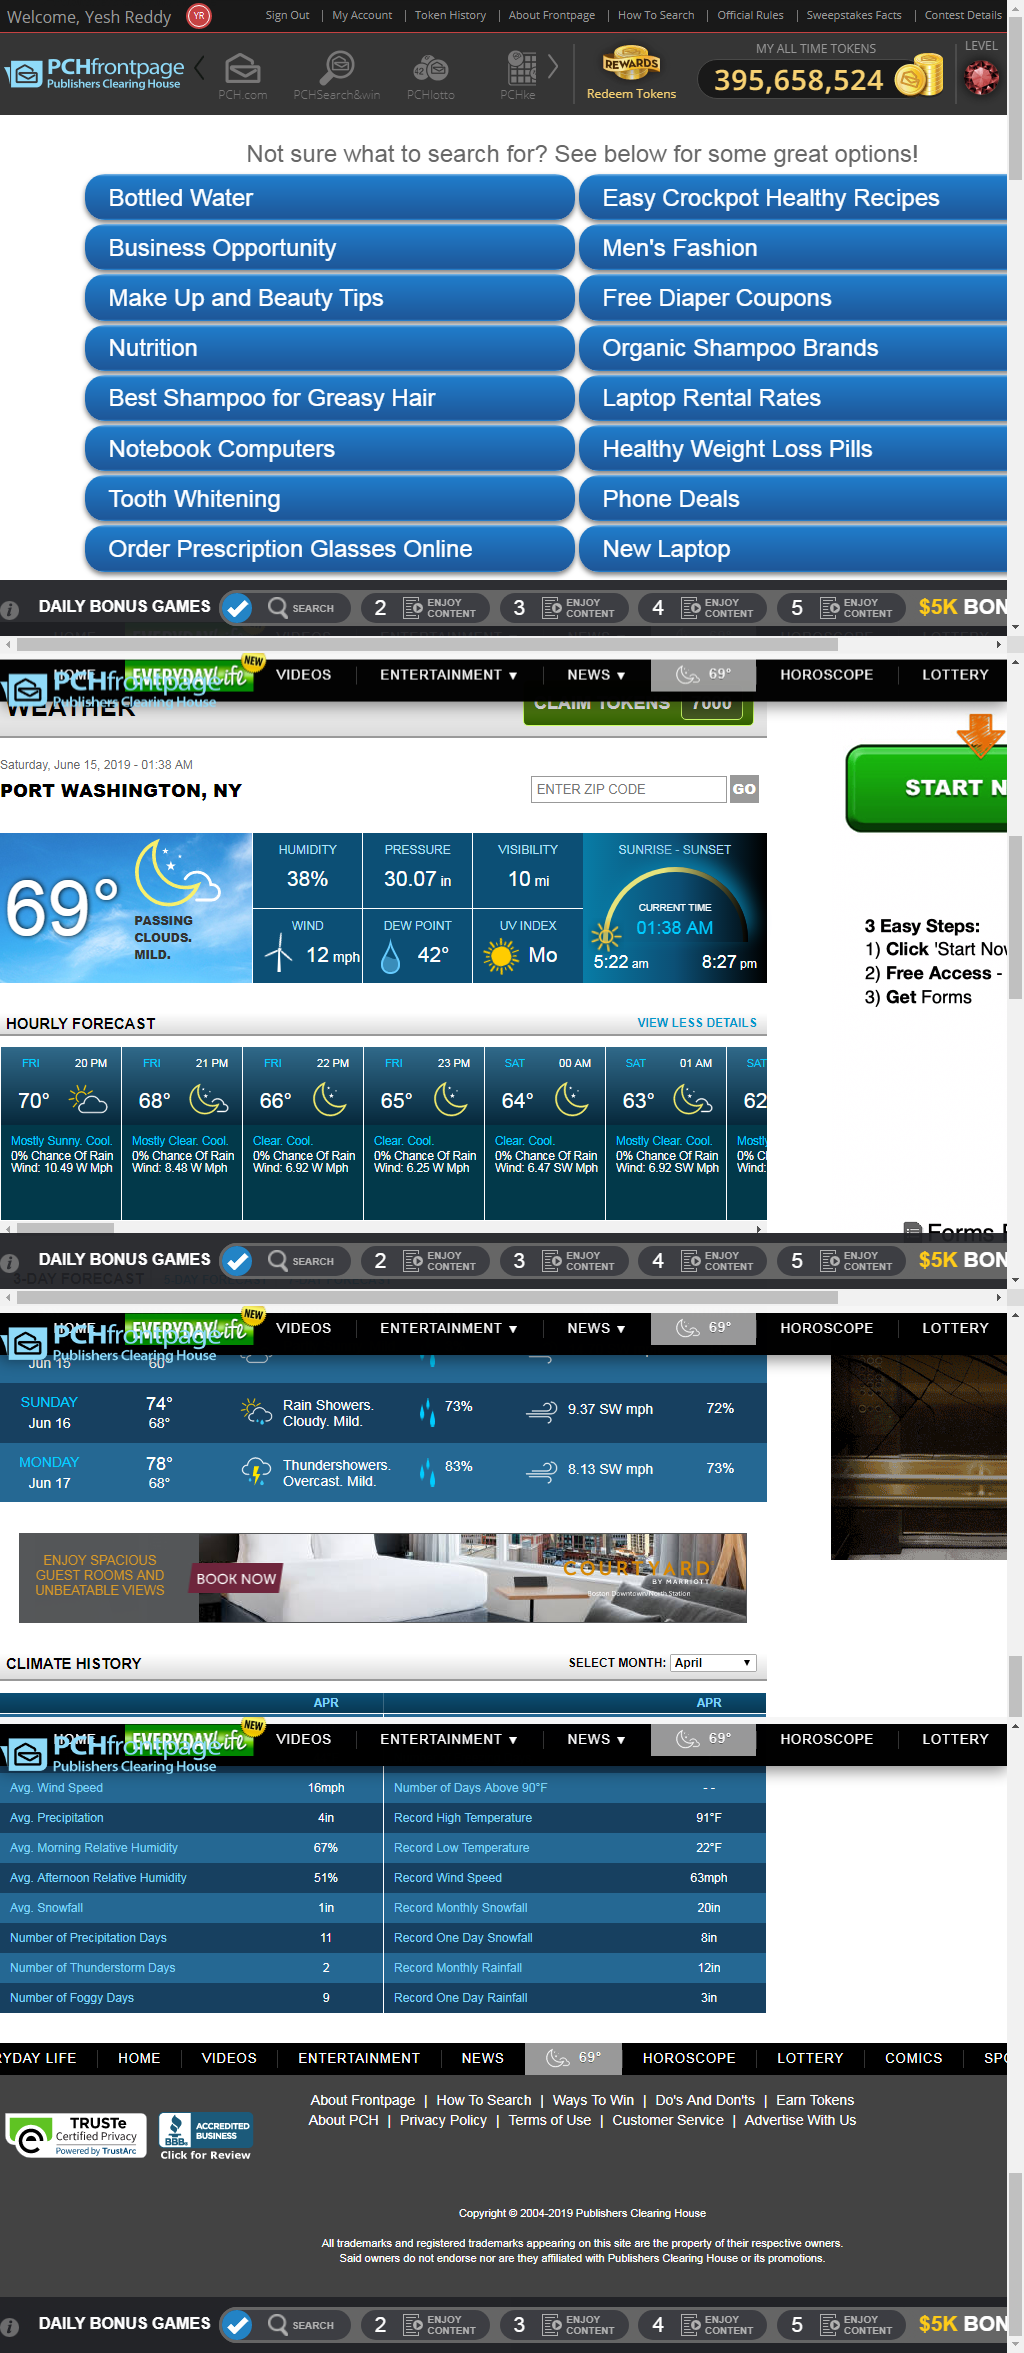 Welcome, Yesh Reddy YR Sign Out | My Account | Token History | About Frontpage | How To Search | Official Rules | Sweepstakes Facts | Contest Details
PCHfrontpage
Publishers Clearing House
PCH.com PCHSearch&win PCHlotto PCHke
REWARDS
Redeem Tokens
MY ALL TIME TOKENS
395,658,524
LEVEL
Not sure what to search for? See below for some great options!
Bottled Water Easy Crockpot Healthy Recipes
Business Opportunity Men's Fashion
Make Up and Beauty Tips Free Diaper Coupons
Nutrition Organic Shampoo Brands
Best Shampoo for Greasy Hair Laptop Rental Rates
Notebook Computers Healthy Weight Loss Pills
Tooth Whitening Phone Deals
Order Prescription Glasses Online New Laptop
i DAILY BONUS GAMES SEARCH 2 ENJOY CONTENT 3 ENJOY CONTENT 4 ENJOY CONTENT 5 ENJOY CONTENT $5K BON
HOME EVERYDAY life NEW VIDEOS ENTERTAINMENT ▼ NEWS ▼ 69° HOROSCOPE LOTTERY
PCHfrontpage
Publishers Clearing House
WEATHER CLAIM TOKENS 7000
Saturday, June 15, 2019 - 01:38 AM
PORT WASHINGTON, NY ENTER ZIP CODE GO
START N
69° PASSING CLOUDS. MILD.
HUMIDITY 38%
PRESSURE 30.07 in
VISIBILITY 10 mi
WIND 12 mph
DEW POINT 42°
UV INDEX Mo
SUNRISE - SUNSET
CURRENT TIME
01:38 AM
5:22 am 8:27 pm
3 Easy Steps:
1) Click 'Start Nov
2) Free Access -
3) Get Forms
HOURLY FORECAST VIEW LESS DETAILS
FRI 20 PM FRI 21 PM FRI 22 PM FRI 23 PM SAT 00 AM SAT 01 AM SAT
70° 68° 66° 65° 64° 63° 62
Mostly Sunny. Cool. Mostly Clear. Cool. Clear. Cool. Clear. Cool. Clear. Cool. Mostly Clear. Cool. Mostly
0% Chance Of Rain 0% Chance Of Rain 0% Chance Of Rain 0% Chance Of Rain 0% Chance Of Rain 0% Chance Of Rain 0% C
Wind: 10.49 W Mph Wind: 8.48 W Mph Wind: 6.92 W Mph Wind: 6.25 W Mph Wind: 6.47 SW Mph Wind: 6.92 SW Mph Wind:
Forms
i DAILY BONUS GAMES SEARCH 2 ENJOY CONTENT 3 ENJOY CONTENT 4 ENJOY CONTENT 5 ENJOY CONTENT $5K BON
3-DAY FORECAST
HOME EVERYDAY life NEW VIDEOS ENTERTAINMENT ▼ NEWS ▼ 69° HOROSCOPE LOTTERY
PCHfrontpage
Publishers Clearing House
Jun 15 60°
SUNDAY 74° Rain Showers. 73% 9.37 SW mph 72%
Jun 16 68° Cloudy. Mild.
MONDAY 78° Thundershowers. 83% 8.13 SW mph 73%
Jun 17 68° Overcast. Mild.
ENJOY SPACIOUS
GUEST ROOMS AND
UNBEATABLE VIEWS
BOOK NOW
COURTYARD
BY MARRIOTT
Boston Downtown/North Station
CLIMATE HISTORY SELECT MONTH: April ▼
APR APR
HOME EVERYDAY life NEW VIDEOS ENTERTAINMENT ▼ NEWS ▼ 69° HOROSCOPE LOTTERY
PCHfrontpage
Publishers Clearing House
Avg. Wind Speed 16mph Number of Days Above 90°F - -
Avg. Precipitation 4in Record High Temperature 91°F
Avg. Morning Relative Humidity 67% Record Low Temperature 22°F
Avg. Afternoon Relative Humidity 51% Record Wind Speed 63mph
Avg. Snowfall 1in Record Monthly Snowfall 20in
Number of Precipitation Days 11 Record One Day Snowfall 8in
Number of Thunderstorm Days 2 Record Monthly Rainfall 12in
Number of Foggy Days 9 Record One Day Rainfall 3in
RYDAY LIFE HOME VIDEOS ENTERTAINMENT NEWS 69° HOROSCOPE LOTTERY COMICS SPO
About Frontpage | How To Search | Ways To Win | Do's And Don'ts | Earn Tokens
About PCH | Privacy Policy | Terms of Use | Customer Service | Advertise With Us
TRUSTe
Certified Privacy
Powered by TrustArc
BBB. ACCREDITED BUSINESS
Click for Review
Copyright © 2004-2019 Publishers Clearing House
All trademarks and registered trademarks appearing on this site are the property of their respective owners.
Said owners do not endorse nor are they affiliated with Publishers Clearing House or its promotions.
i DAILY BONUS GAMES SEARCH 2 ENJOY CONTENT 3 ENJOY CONTENT 4 ENJOY CONTENT 5 ENJOY CONTENT $5K BON